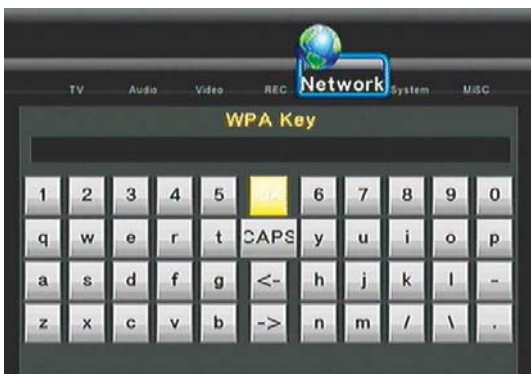 Network
TV Audio Video REC System MiSC
WPA Key
1 2 3 4 5 6 7 8 9 0
q w e r t CAPS y u i o p
a s d f g <- h j k l -
z x c v b -> n m / \ .